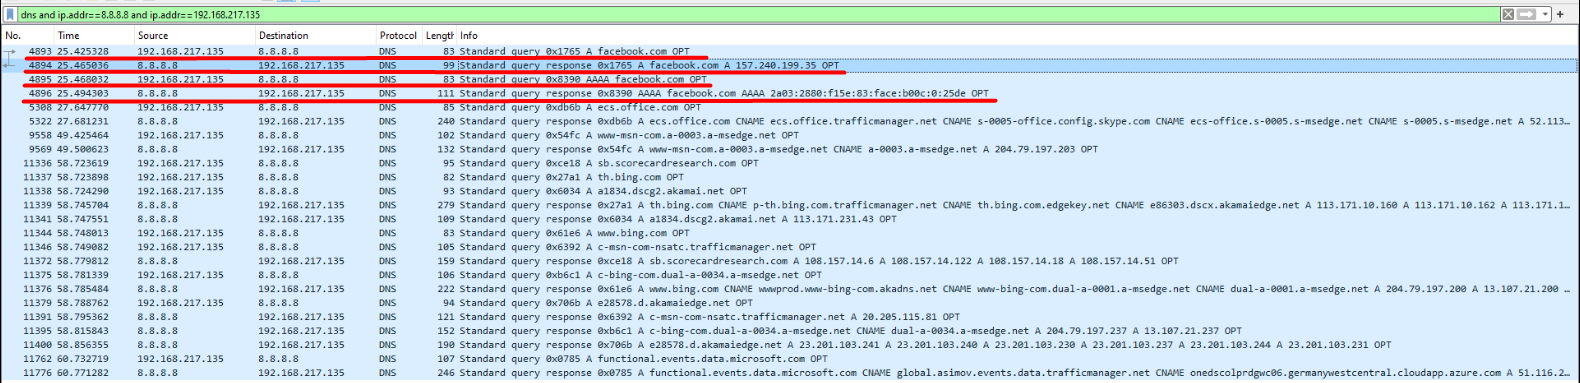 dns and ip.addr==8.8.8.8 and ip.addr==192.168.217.135
No. Time Source Destination Protocol Length Info
4893 25.425328 192.168.217.135 8.8.8.8 DNS 83 Standard query 0x1765 A facebook.com OPT
4894 25.465036 8.8.8.8 192.168.217.135 DNS 99 Standard query response 0x1765 A facebook.com A 157.240.199.35 OPT
4895 25.468032 192.168.217.135 8.8.8.8 DNS 83 Standard query 0x8390 AAAA facebook.com OPT
4896 25.494303 8.8.8.8 192.168.217.135 DNS 111 Standard query response 0x8390 AAAA facebook.com AAAA 2a03:2880:f15e:83:face:b00c:0:25de OPT
5308 27.647770 192.168.217.135 8.8.8.8 DNS 85 Standard query 0xdb6b A ecs.office.com OPT
5322 27.681231 8.8.8.8 192.168.217.135 DNS 240 Standard query response 0xdb6b A ecs.office.com CNAME ecs.office.trafficmanager.net CNAME s-0005-office.config.skype.com CNAME ecs-office.s-0005.s-msedge.net CNAME s-0005.s-msedge.net A 52.113…
9558 49.425464 192.168.217.135 8.8.8.8 DNS 102 Standard query 0x54fc A www-msn-com.a-0003.a-msedge.net OPT
9569 49.500623 8.8.8.8 192.168.217.135 DNS 132 Standard query response 0x54fc A www-msn-com.a-0003.a-msedge.net CNAME a-0003.a-msedge.net A 204.79.197.203 OPT
11336 58.723619 192.168.217.135 8.8.8.8 DNS 95 Standard query 0xce18 A sb.scorecardresearch.com OPT
11337 58.723898 192.168.217.135 8.8.8.8 DNS 82 Standard query 0x27a1 A th.bing.com OPT
11338 58.724290 192.168.217.135 8.8.8.8 DNS 93 Standard query 0x6034 A a1834.dscg2.akamai.net OPT
11339 58.745704 8.8.8.8 192.168.217.135 DNS 279 Standard query response 0x27a1 A th.bing.com CNAME p-th.bing.com.trafficmanager.net CNAME th.bing.com.edgekey.net CNAME e86303.dscx.akamaiedge.net A 113.171.10.160 A 113.171.10.162 A 113.171.1…
11341 58.747551 8.8.8.8 192.168.217.135 DNS 109 Standard query response 0x6034 A a1834.dscg2.akamai.net A 113.171.231.43 OPT
11344 58.748013 192.168.217.135 8.8.8.8 DNS 83 Standard query 0x61e6 A www.bing.com OPT
11346 58.749082 192.168.217.135 8.8.8.8 DNS 105 Standard query 0x6392 A c-msn-com-nsatc.trafficmanager.net OPT
11372 58.779812 8.8.8.8 192.168.217.135 DNS 159 Standard query response 0xce18 A sb.scorecardresearch.com A 108.157.14.6 A 108.157.14.122 A 108.157.14.18 A 108.157.14.51 OPT
11375 58.781339 192.168.217.135 8.8.8.8 DNS 106 Standard query 0xb6c1 A c-bing-com.dual-a-0034.a-msedge.net OPT
11376 58.785484 8.8.8.8 192.168.217.135 DNS 222 Standard query response 0x61e6 A www.bing.com CNAME wwwprod.www-bing-com.akadns.net CNAME www-bing-com.dual-a-0001.a-msedge.net CNAME dual-a-0001.a-msedge.net A 204.79.197.200 A 13.107.21.200 …
11379 58.788762 192.168.217.135 8.8.8.8 DNS 94 Standard query 0x706b A e28578.d.akamaiedge.net OPT
11391 58.795362 8.8.8.8 192.168.217.135 DNS 121 Standard query response 0x6392 A c-msn-com-nsatc.trafficmanager.net A 20.205.115.81 OPT
11395 58.815843 8.8.8.8 192.168.217.135 DNS 152 Standard query response 0xb6c1 A c-bing-com.dual-a-0034.a-msedge.net CNAME dual-a-0034.a-msedge.net A 204.79.197.237 A 13.107.21.237 OPT
11400 58.856355 8.8.8.8 192.168.217.135 DNS 190 Standard query response 0x706b A e28578.d.akamaiedge.net A 23.201.103.241 A 23.201.103.240 A 23.201.103.230 A 23.201.103.237 A 23.201.103.244 A 23.201.103.231 OPT
11762 60.732719 192.168.217.135 8.8.8.8 DNS 107 Standard query 0x0785 A functional.events.data.microsoft.com OPT
11776 60.771282 8.8.8.8 192.168.217.135 DNS 246 Standard query response 0x0785 A functional.events.data.microsoft.com CNAME global.asimov.events.data.trafficmanager.net CNAME onedscolprdgwc06.germanywestcentral.cloudapp.azure.com A 51.116.2…